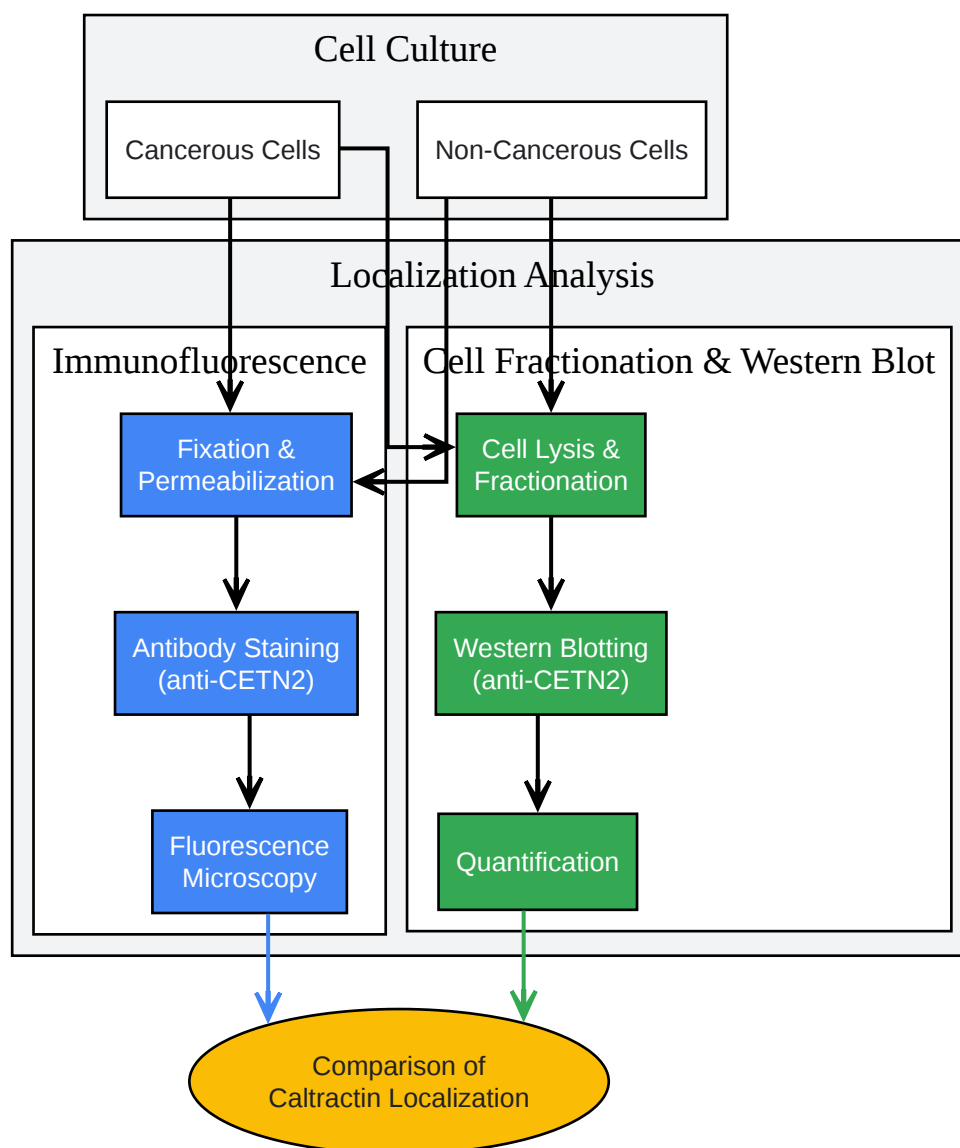 Cell Culture
Cancerous Cells
Non-Cancerous Cells
Localization Analysis
Immunofluorescence
Cell Fractionation & Western Blot
Fixation &
Permeabilization
Cell Lysis &
Fractionation
Antibody Staining
(anti-CETN2)
Western Blotting
(anti-CETN2)
Fluorescence
Microscopy
Quantification
Comparison of
Caltractin Localization